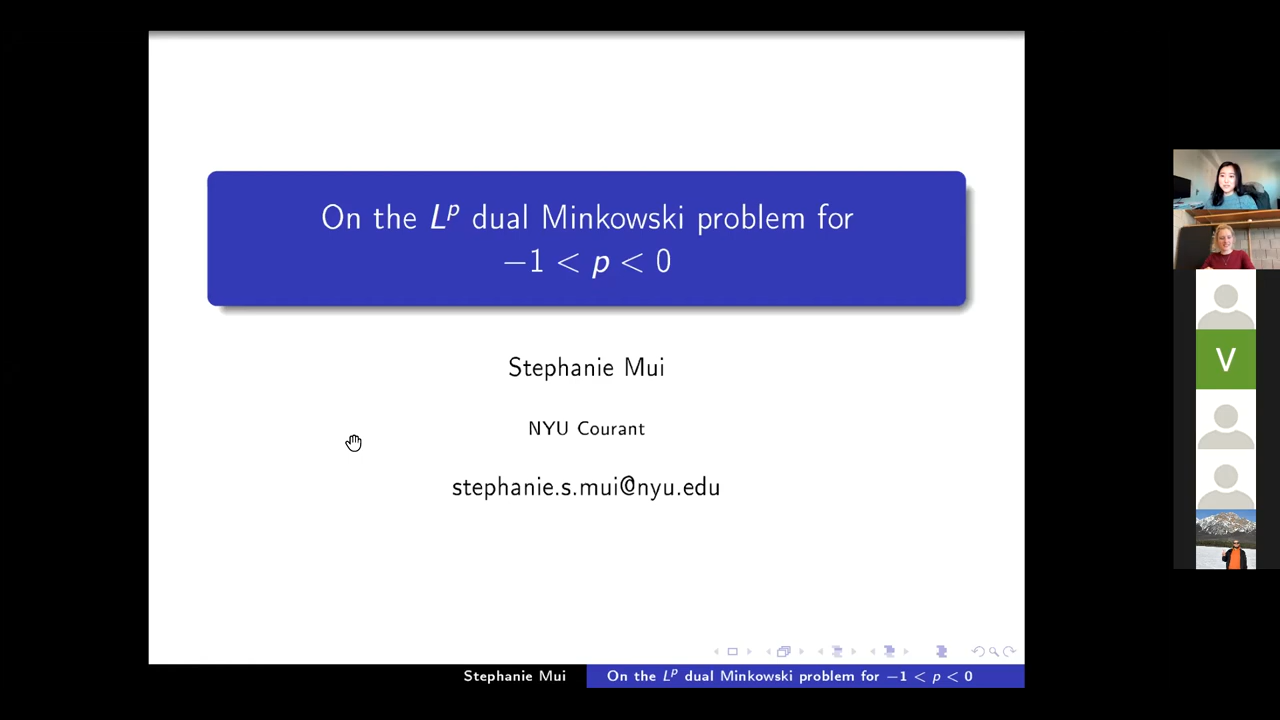 On the L^p dual Minkowski problem for
−1 < p < 0
Stephanie Mui
NYU Courant
stephanie.s.mui@nyu.edu
V
Stephanie Mui
On the L^p dual Minkowski problem for −1 < p < 0